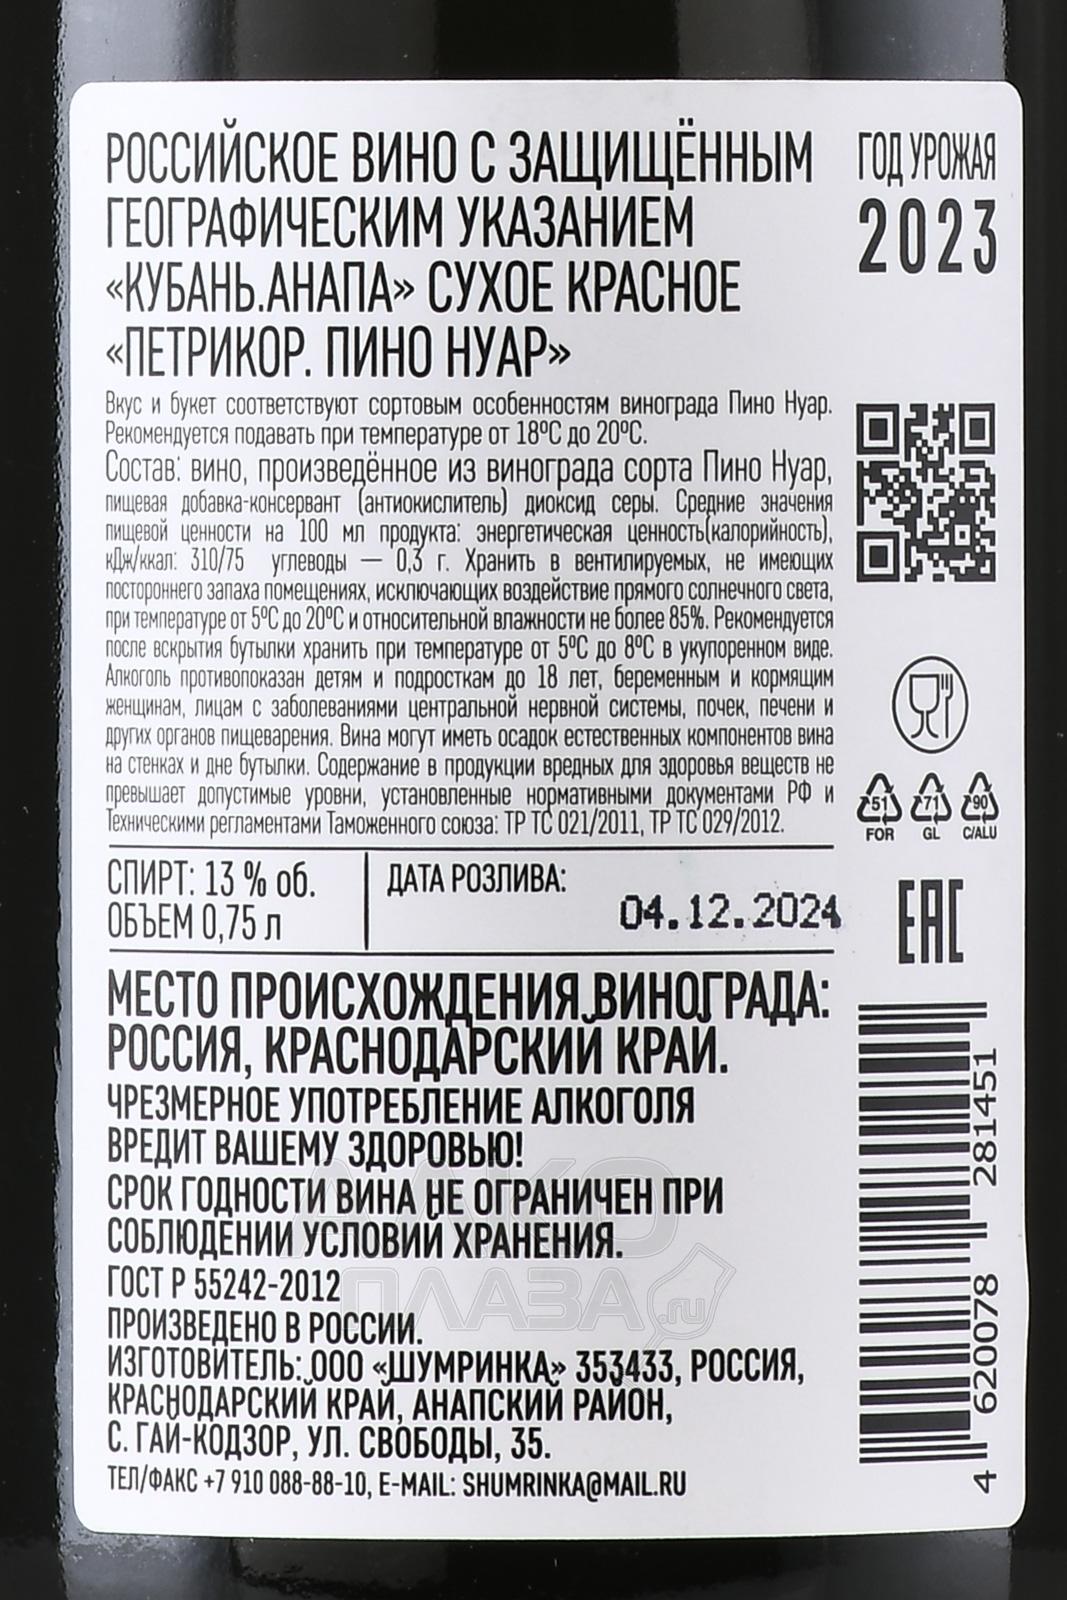 РОССИЙСКОЕ ВИНО С ЗАЩИЩЁННЫМ
ГЕОГРАФИЧЕСКИМ УКАЗАНИЕМ
«КУБАНЬ.АНАПА» СУХОЕ КРАСНОЕ
«ПЕТРИКОР. ПИНО НУАР»
ГОД УРОЖАЯ
2023
Вкус и букет соответствуют сортовым особенностям винограда Пино Нуар.
Рекомендуется подавать при температуре от 18ºС до 20ºС.
Состав: вино, произведённое из винограда сорта Пино Нуар,
пищевая добавка-консервант (антиокислитель) диоксид серы. Средние значения
пищевой ценности на 100 мл продукта: энергетическая ценность(калорийность),
кДж/ккал: 310/75 углеводы — 0,3 г. Хранить в вентилируемых, не имеющих
постороннего запаха помещениях, исключающих воздействие прямого солнечного света,
при температуре от 5ºС до 20ºС и относительной влажности не более 85%. Рекомендуется
после вскрытия бутылки хранить при температуре от 5ºС до 8ºС в укупоренном виде.
Алкоголь противопоказан детям и подросткам до 18 лет, беременным и кормящим
женщинам, лицам с заболеваниями центральной нервной системы, почек, печени и
других органов пищеварения. Вина могут иметь осадок естественных компонентов вина
на стенках и дне бутылки. Содержание в продукции вредных для здоровья веществ не
превышает допустимые уровни, установленные нормативными документами РФ и
Техническими регламентами Таможенного союза: ТР ТС 021/2011, ТР ТС 029/2012.
51 71 90
FOR GL C/ALU
СПИРТ: 13 % об.
ОБЪЕМ 0,75 л
ДАТА РОЗЛИВА:
04.12.2024
EAC
МЕСТО ПРОИСХОЖДЕНИЯ ВИНОГРАДА:
РОССИЯ, КРАСНОДАРСКИЙ КРАЙ.
ЧРЕЗМЕРНОЕ УПОТРЕБЛЕНИЕ АЛКОГОЛЯ
ВРЕДИТ ВАШЕМУ ЗДОРОВЬЮ!
СРОК ГОДНОСТИ ВИНА НЕ ОГРАНИЧЕН ПРИ
СОБЛЮДЕНИИ УСЛОВИЙ ХРАНЕНИЯ.
ГОСТ Р 55242-2012
ПРОИЗВЕДЕНО В РОССИИ.
ИЗГОТОВИТЕЛЬ: ООО «ШУМРИНКА» 353433, РОССИЯ,
КРАСНОДАРСКИЙ КРАЙ, АНАПСКИЙ РАЙОН,
С. ГАЙ-КОДЗОР, УЛ. СВОБОДЫ, 35.
ТЕЛ/ФАКС +7 910 088-88-10, E-MAIL: SHUMRINKA@MAIL.RU
4 620078 281451
АЛКО
ПЛАЗА.ru